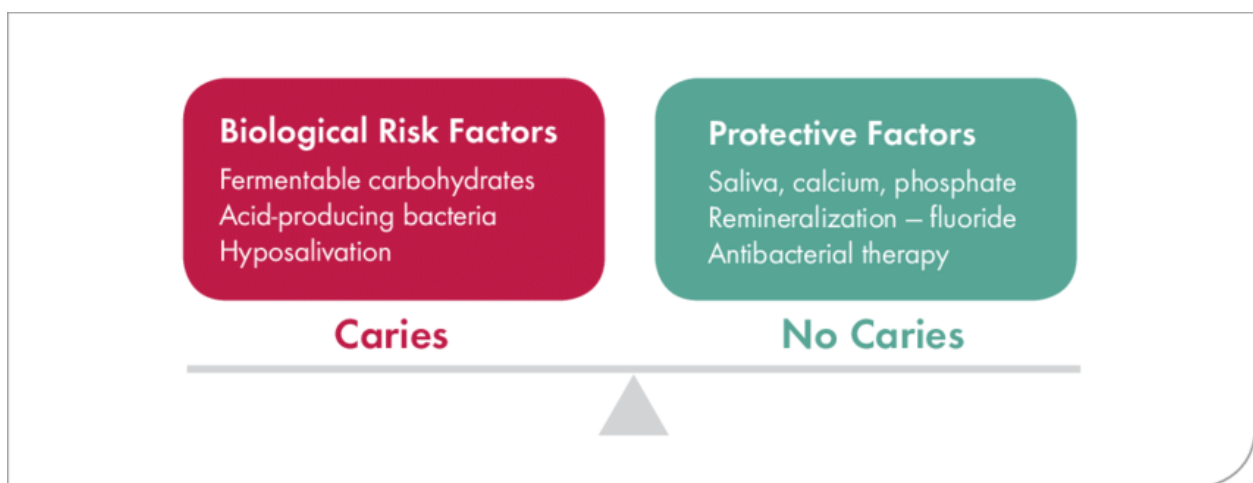 Biological Risk Factors
Fermentable carbohydrates
Acid-producing bacteria
Hyposalivation
Protective Factors
Saliva, calcium, phosphate
Remineralization – fluoride
Antibacterial therapy
Caries
No Caries